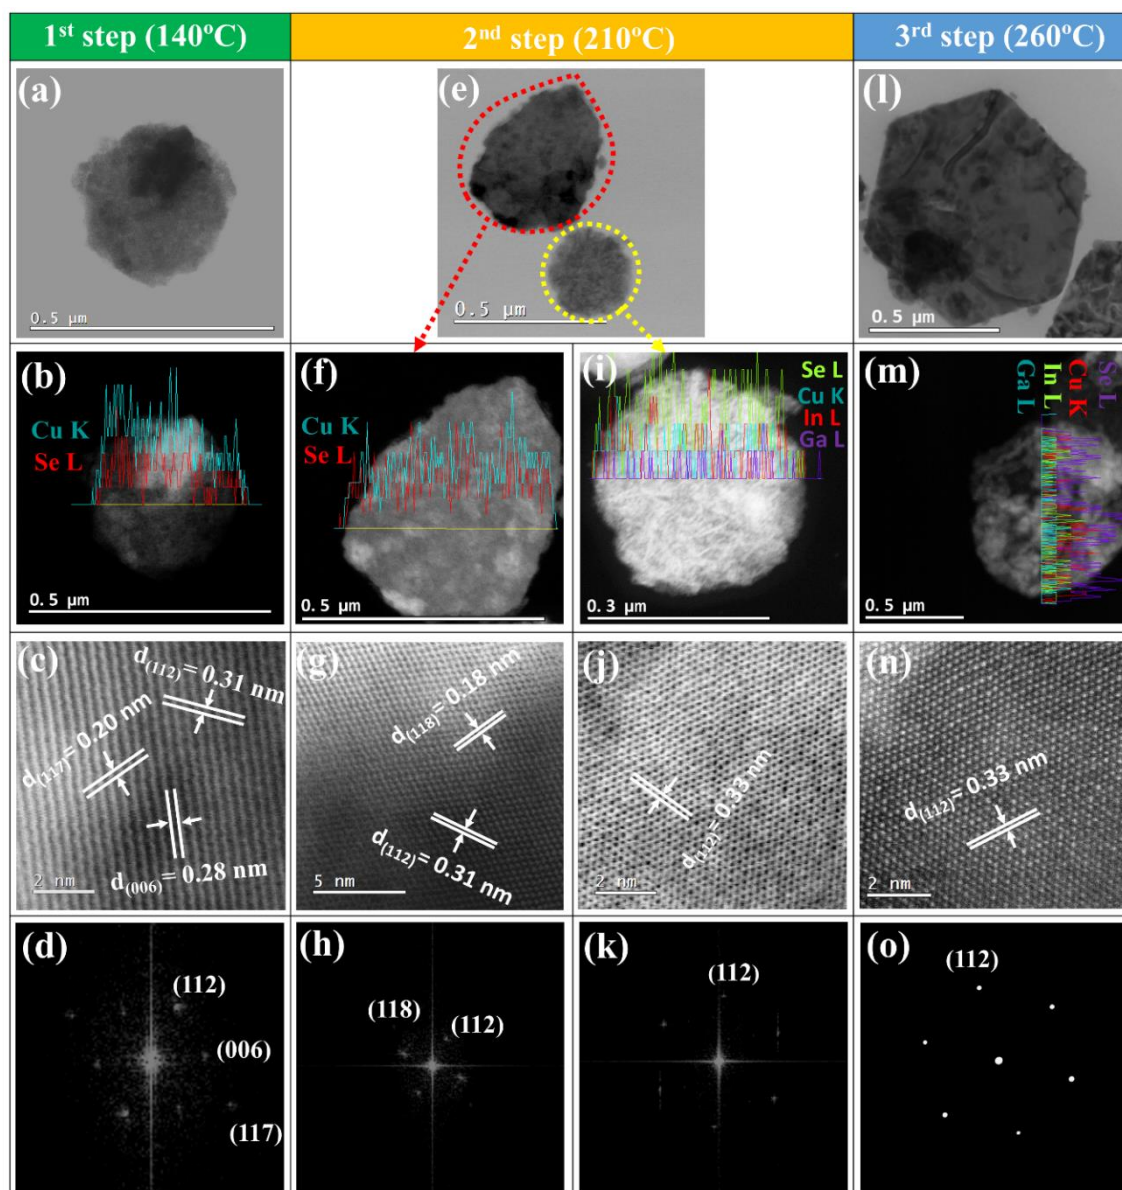 1st step (140ºC)
2nd step (210ºC)
3rd step (260ºC)
(a)
0.5 µm
(e)
0.5 µm
(l)
0.5 µm
(b)
Cu K
Se L
0.5 µm
(f)
Cu K
Se L
0.5 µm
(i)
Se L
Cu K
In L
Ga L
0.3 µm
(m)
Ga L
In L
Cu K
Se L
0.5 µm
(c)
d(112)= 0.31 nm
d(117)= 0.20 nm
d(006)= 0.28 nm
2 nm
(g)
d(118)= 0.18 nm
d(112)= 0.31 nm
5 nm
(j)
d(112)= 0.33 nm
2 nm
(n)
d(112)= 0.33 nm
2 nm
(d)
(112)
(006)
(117)
(h)
(118)
(112)
(k)
(112)
(o)
(112)